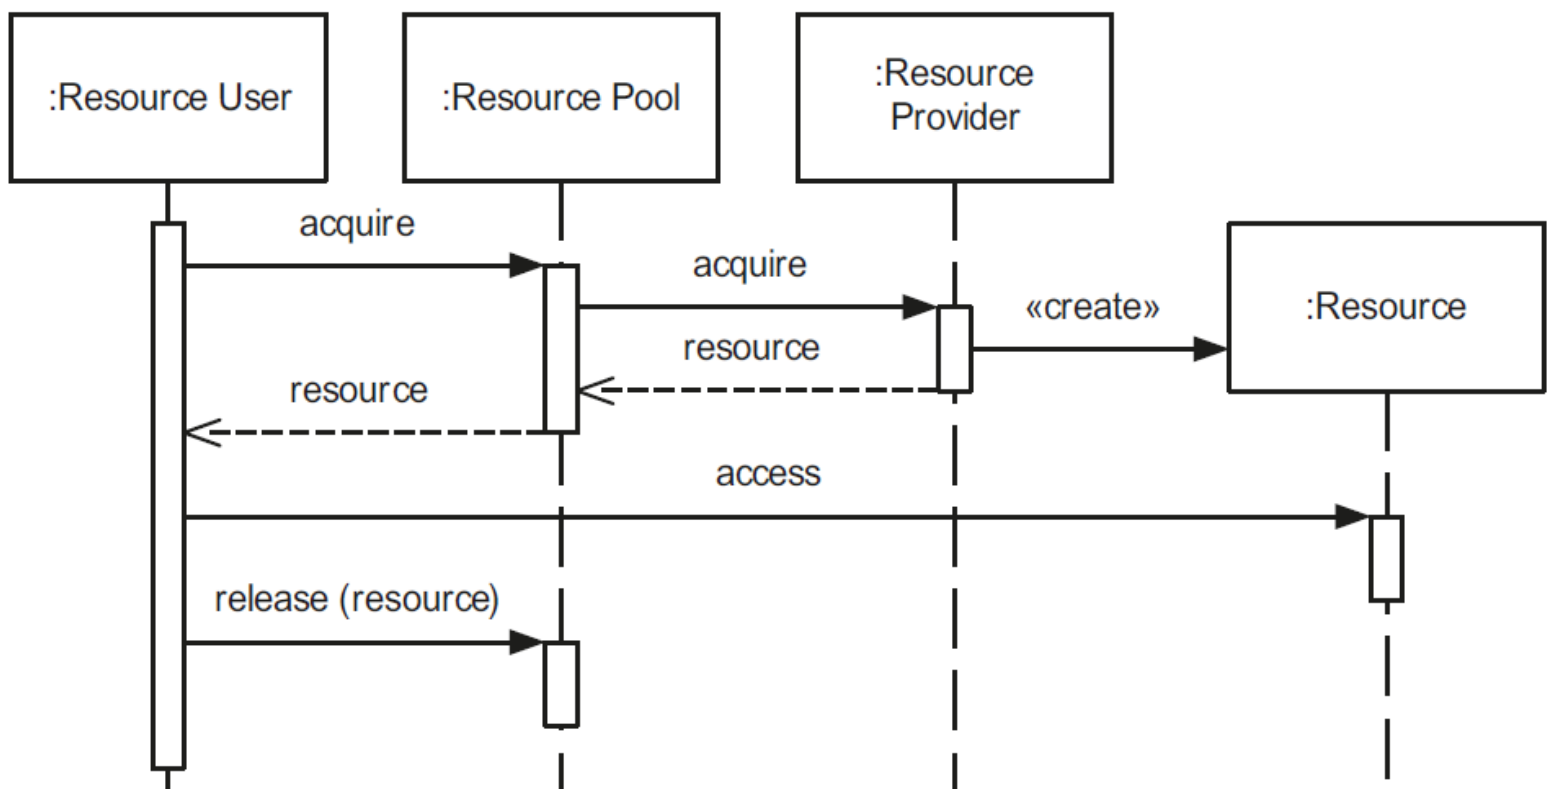 :Resource User
:Resource Pool
:Resource
Provider
acquire
acquire
«create»
:Resource
resource
resource
access
release (resource)